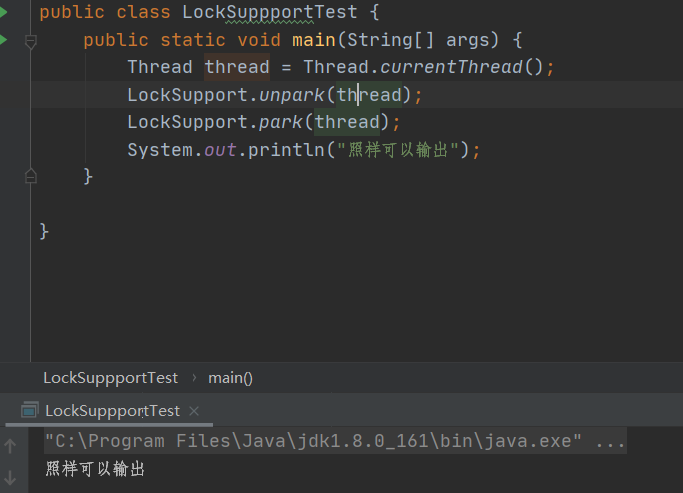 public class LockSuppportTest {
public static void main(String[] args) {
Thread thread = Thread.currentThread();
LockSupport.unpark(thread);
LockSupport.park(thread);
System.out.println("照样可以输出");
}
}
LockSuppportTest › main()
LockSuppportTest ×
"C:\Program Files\Java\jdk1.8.0_161\bin\java.exe" ...
照样可以输出